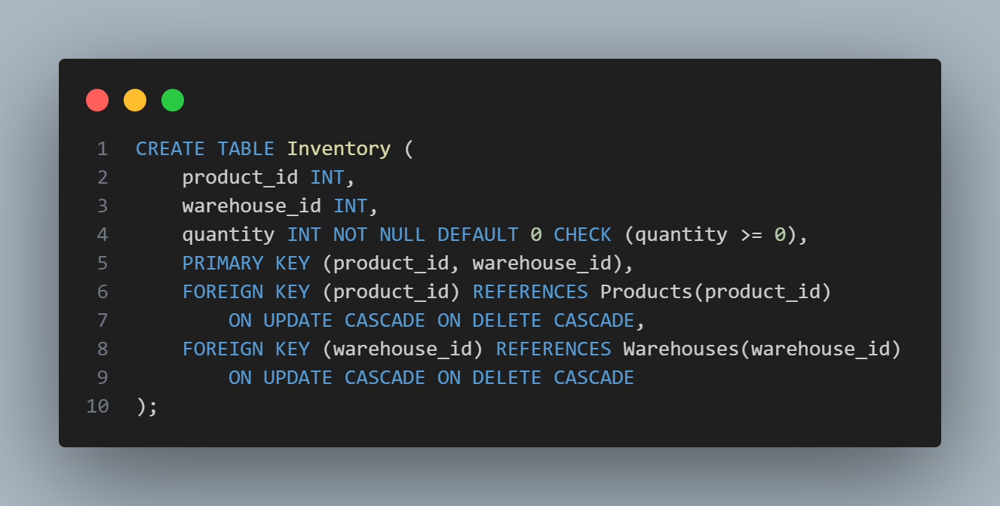 1 CREATE TABLE Inventory (
2     product_id INT,
3     warehouse_id INT,
4     quantity INT NOT NULL DEFAULT 0 CHECK (quantity >= 0),
5     PRIMARY KEY (product_id, warehouse_id),
6     FOREIGN KEY (product_id) REFERENCES Products(product_id)
7         ON UPDATE CASCADE ON DELETE CASCADE,
8     FOREIGN KEY (warehouse_id) REFERENCES Warehouses(warehouse_id)
9         ON UPDATE CASCADE ON DELETE CASCADE
10 );